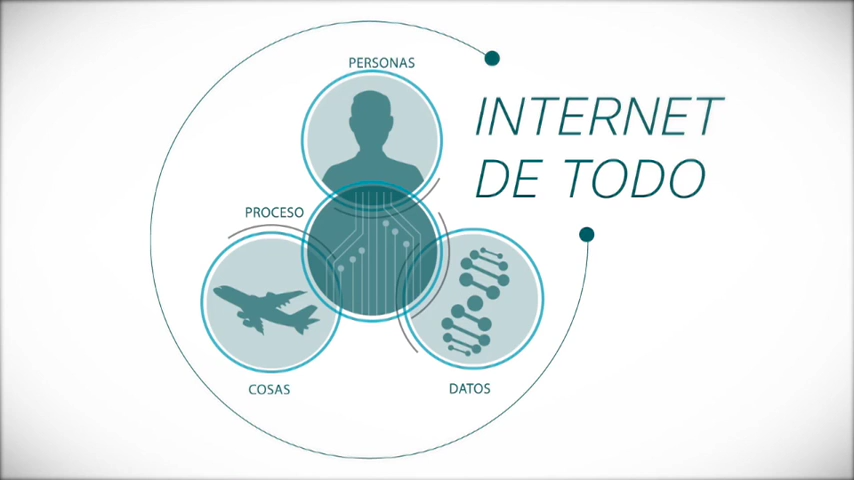 PERSONAS
INTERNET
DE TODO
PROCESO
COSAS
DATOS